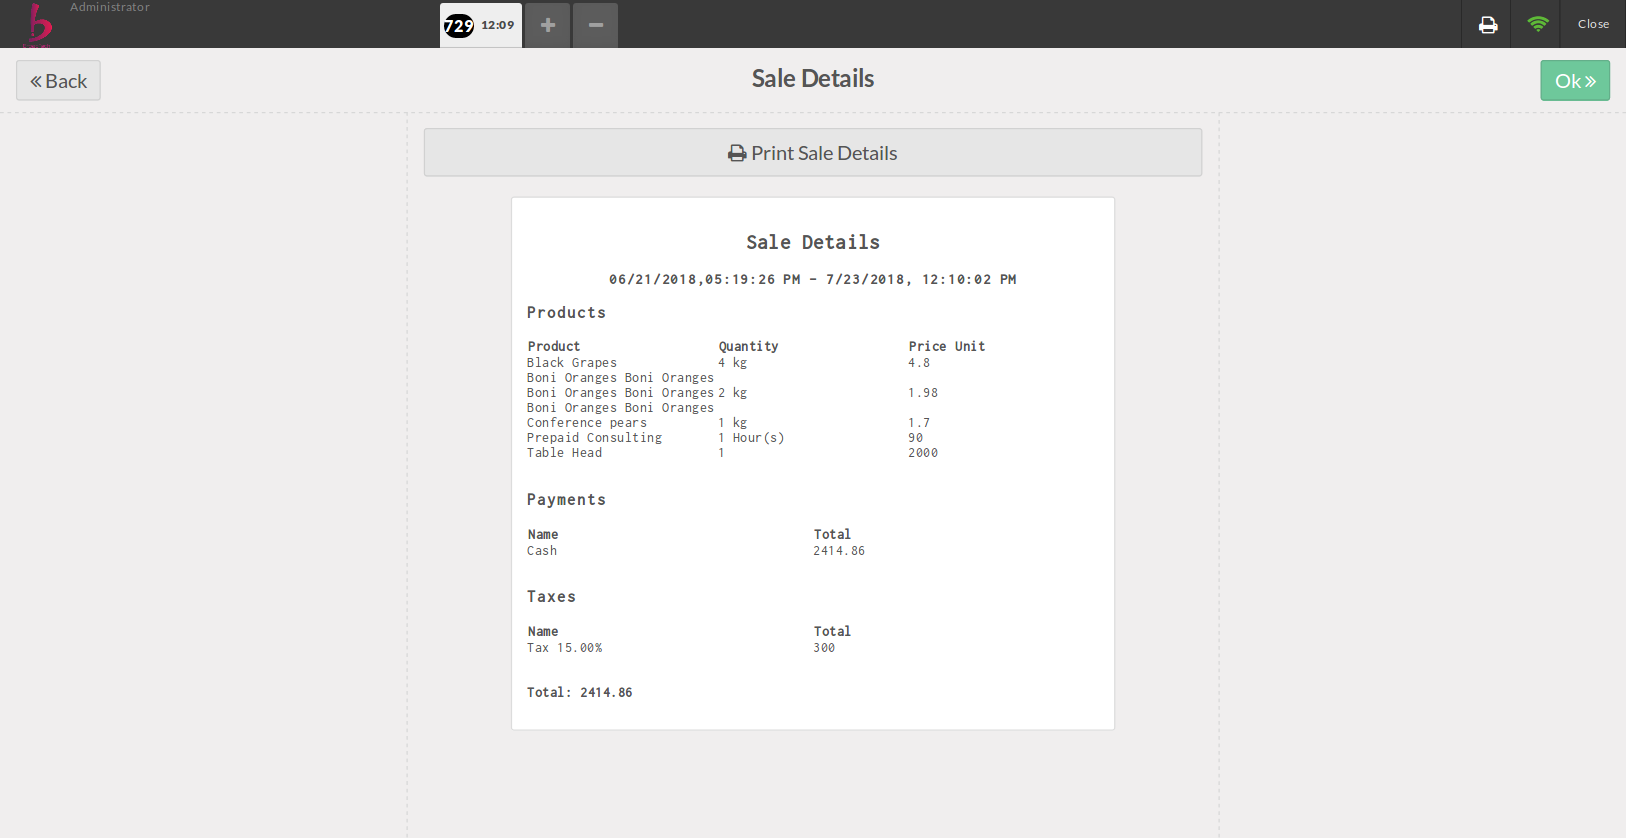 Administrator
729 12:09
Close
Back
Sale Details
Ok
Print Sale Details
Sale Details
06/21/2018,05:19:26 PM - 7/23/2018, 12:10:02 PM
Products
Product Quantity Price Unit
Black Grapes 4 kg 4.8
Boni Oranges Boni Oranges
Boni Oranges Boni Oranges 2 kg 1.98
Boni Oranges Boni Oranges
Conference pears 1 kg 1.7
Prepaid Consulting 1 Hour(s) 90
Table Head 1 2000
Payments
Name Total
Cash 2414.86
Taxes
Name Total
Tax 15.00% 300
Total: 2414.86